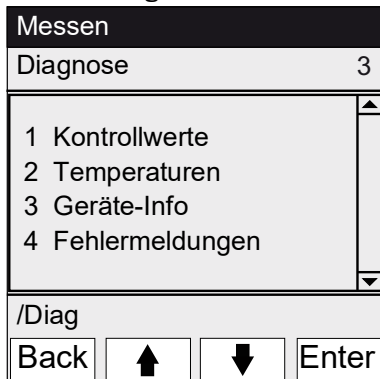 Messen
Diagnose 3
1 Kontrollwerte
2 Temperaturen
3 Geräte-Info
4 Fehlermeldungen
/Diag
Back Enter